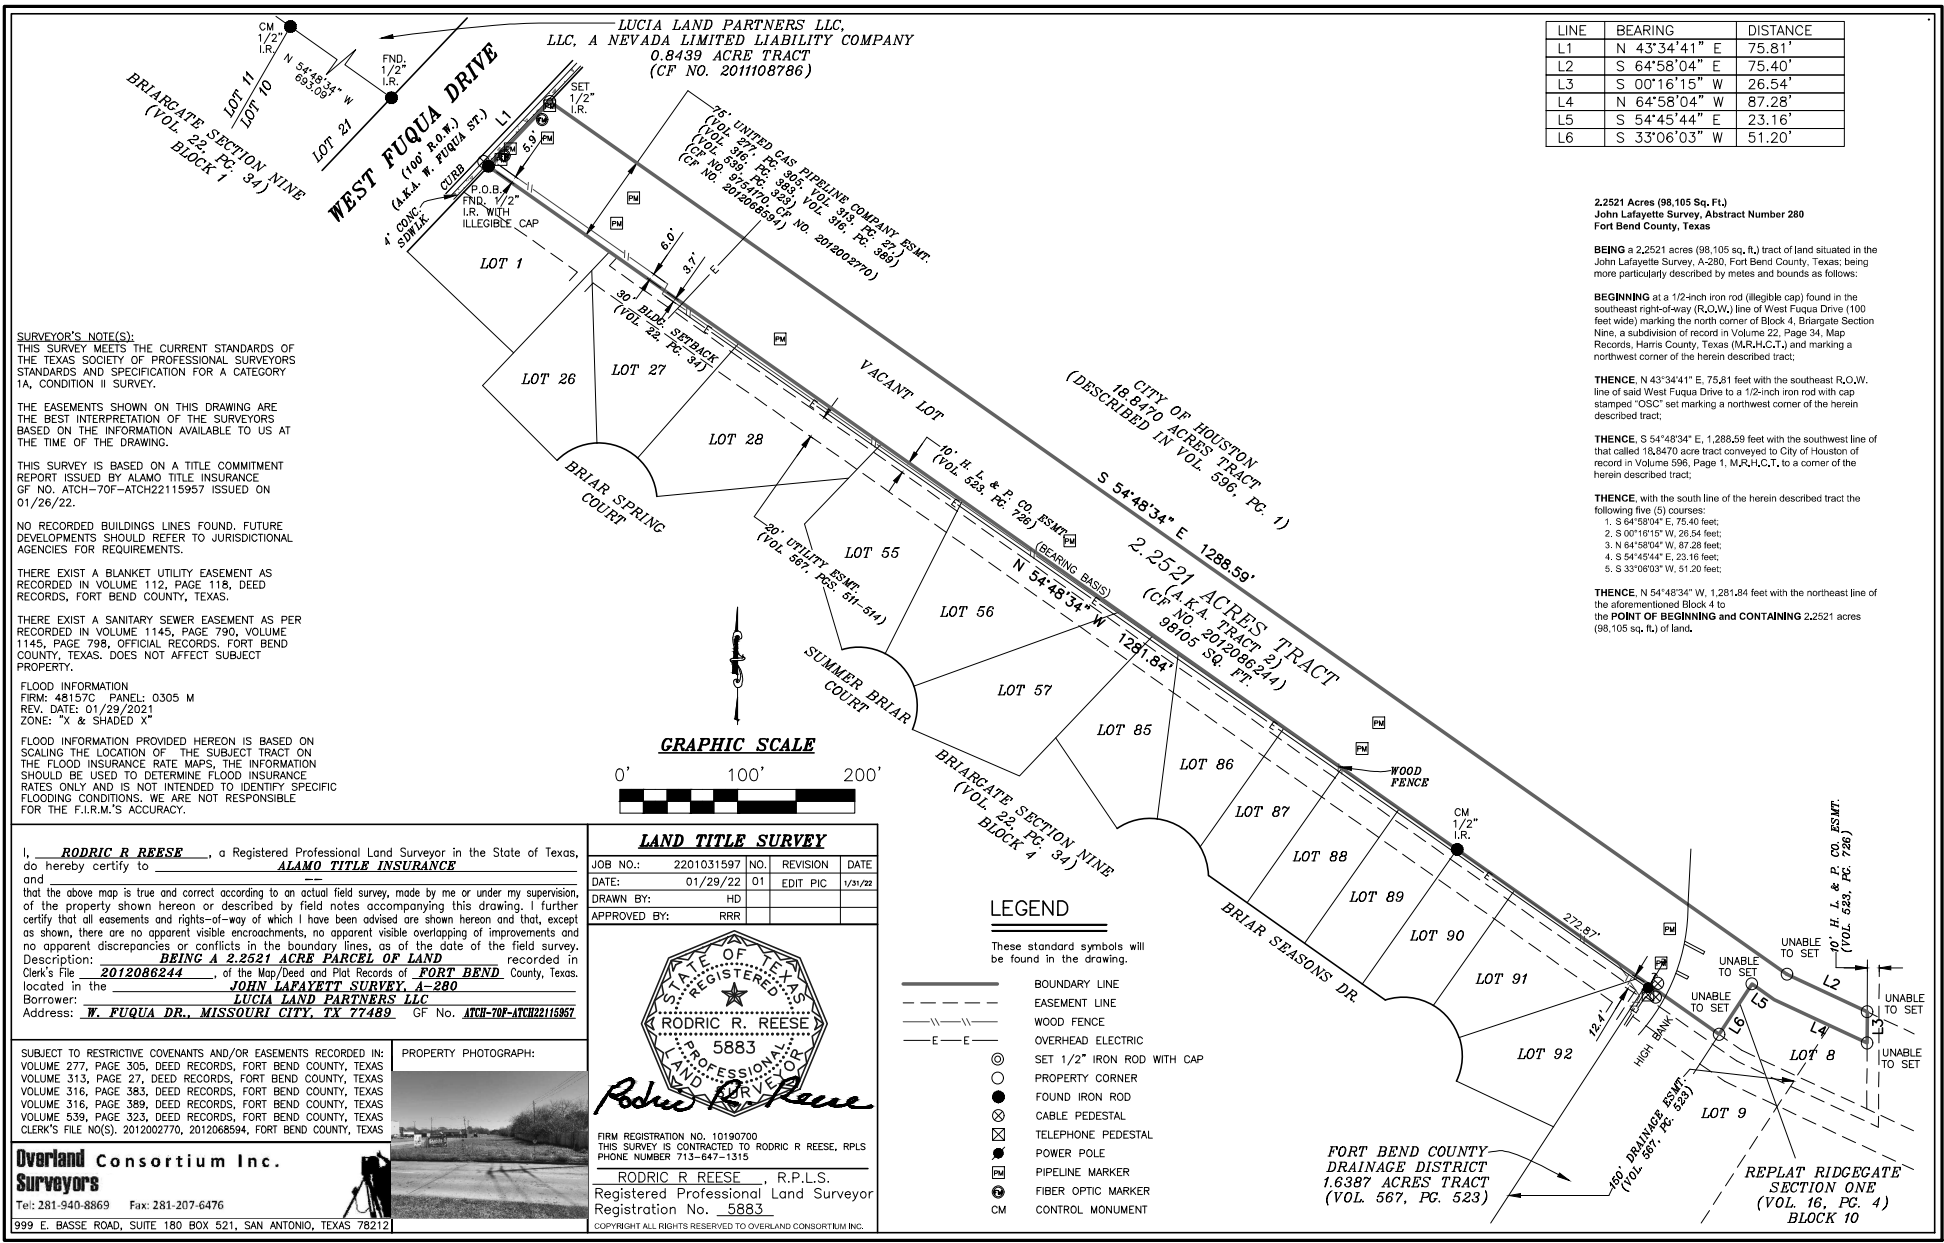 LUCIA LAND PARTNERS LLC,
LLC, A NEVADA LIMITED LIABILITY COMPANY
0.8439 ACRE TRACT
(CF NO. 2011108786)
CM
1/2"
I.R.
FND.
1/2"
I.R.
N 54°48'34" W
693.09'
LOT 11
LOT 10
LOT 21
BRIARGATE SECTION NINE
(VOL. 22, PG. 34)
BLOCK 1
WEST FUQUA DRIVE
(100' R.O.W.)
(A.K.A. W. FUQUA ST.)
CURB
L1
SET
1/2"
I.R.
5.9'
4' CONC.
SDWLK
P.O.B.
FND. 1/2"
I.R. WITH
ILLEGIBLE CAP
75' UNITED GAS PIPELINE COMPANY ESMT.
(VOL. 277, PG. 305, VOL. 313, PG. 27,)
(VOL. 316, PG. 383, VOL. 316, PG. 389)
(VOL. 539, PG. 323)
(CF NO. 9754170, CF NO. 2012002770)
(CF NO. 2012068594)
PM
PM
PM
PM
PM
PM
PM
PM
PM
PM
6.0'
3.7'
30' BLDG. SETBACK
(VOL. 22, PG. 34)
LOT 1
LOT 26
LOT 27
LOT 28
BRIAR SPRING
COURT
VACANT LOT
CITY OF HOUSTON
18.8470 ACRES TRACT
(DESCRIBED IN VOL. 596, PG. 1)
10' H. L. & P. CO. ESMT.
(VOL. 523, PG. 726)
20' UTILITY ESMT.
(VOL. 567, PGS. 511-514)
S 54°48'34" E 1288.59'
(BEARING BASIS)
N 54°48'34" W 1281.84'
2.2521 ACRES TRACT
(A.K.A. TRACT 2)
(CF NO. 2012086244)
98105 SQ. FT.
LOT 55
LOT 56
LOT 57
SUMMER BRIAR
COURT
LOT 85
LOT 86
LOT 87
LOT 88
LOT 89
LOT 90
LOT 91
LOT 92
BRIARGATE SECTION NINE
(VOL. 22, PG. 34)
BLOCK 4
BRIAR SEASONS DR.
WOOD
FENCE
CM
1/2"
I.R.
272.87'
12.4'
HIGH BANK
UNABLE
TO SET
UNABLE
TO SET
UNABLE
TO SET
UNABLE
TO SET
UNABLE
TO SET
L2
L3
L4
L5
L6
10' H. L. & P. CO. ESMT.
(VOL. 523, PG. 726)
LOT 8
LOT 9
160' DRAINAGE ESMT.
(VOL. 567, PG. 523)
FORT BEND COUNTY
DRAINAGE DISTRICT
1.6387 ACRES TRACT
(VOL. 567, PG. 523)
REPLAT RIDGEGATE
SECTION ONE
(VOL. 16, PG. 4)
BLOCK 10
LINE BEARING DISTANCE
L1 N 43°34'41" E 75.81'
L2 S 64°58'04" E 75.40'
L3 S 00°16'15" W 26.54'
L4 N 64°58'04" W 87.28'
L5 S 54°45'44" E 23.16'
L6 S 33°06'03" W 51.20'
2.2521 Acres (98,105 Sq. Ft.)
John Lafayette Survey, Abstract Number 280
Fort Bend County, Texas
BEING a 2.2521 acres (98,105 sq. ft.) tract of land situated in the
John Lafayette Survey, A-280, Fort Bend County, Texas; being
more particularly described by metes and bounds as follows:
BEGINNING at a 1/2-inch iron rod (illegible cap) found in the
southeast right-of-way (R.O.W.) line of West Fuqua Drive (100
feet wide) marking the north corner of Block 4, Briargate Section
Nine, a subdivision of record in Volume 22, Page 34, Map
Records, Harris County, Texas (M.R.H.C.T.) and marking a
northwest corner of the herein described tract;
THENCE, N 43°34'41" E, 75.81 feet with the southeast R.O.W.
line of said West Fuqua Drive to a 1/2-inch iron rod with cap
stamped "OSC" set marking a northwest corner of the herein
described tract;
THENCE, S 54°48'34" E, 1,288.59 feet with the southwest line of
that called 18.8470 acre tract conveyed to City of Houston of
record in Volume 596, Page 1, M.R.H.C.T. to a corner of the
herein described tract;
THENCE, with the south line of the herein described tract the
following five (5) courses:
1. S 64°58'04" E, 75.40 feet;
2. S 00°16'15" W, 26.54 feet;
3. N 64°58'04" W, 87.28 feet;
4. S 54°45'44" E, 23.16 feet;
5. S 33°06'03" W, 51.20 feet;
THENCE, N 54°48'34" W, 1,281.84 feet with the northeast line of
the aforementioned Block 4 to
the POINT OF BEGINNING and CONTAINING 2.2521 acres
(98,105 sq. ft.) of land.
SURVEYOR'S NOTE(S):
THIS SURVEY MEETS THE CURRENT STANDARDS OF
THE TEXAS SOCIETY OF PROFESSIONAL SURVEYORS
STANDARDS AND SPECIFICATION FOR A CATEGORY
1A, CONDITION II SURVEY.
THE EASEMENTS SHOWN ON THIS DRAWING ARE
THE BEST INTERPRETATION OF THE SURVEYORS
BASED ON THE INFORMATION AVAILABLE TO US AT
THE TIME OF THE DRAWING.
THIS SURVEY IS BASED ON A TITLE COMMITMENT
REPORT ISSUED BY ALAMO TITLE INSURANCE
GF NO. ATCH-70F-ATCH22115957 ISSUED ON
01/26/22.
NO RECORDED BUILDINGS LINES FOUND. FUTURE
DEVELOPMENTS SHOULD REFER TO JURISDICTIONAL
AGENCIES FOR REQUIREMENTS.
THERE EXIST A BLANKET UTILITY EASEMENT AS
RECORDED IN VOLUME 112, PAGE 118, DEED
RECORDS, FORT BEND COUNTY, TEXAS.
THERE EXIST A SANITARY SEWER EASEMENT AS PER
RECORDED IN VOLUME 1145, PAGE 790, VOLUME
1145, PAGE 798, OFFICIAL RECORDS. FORT BEND
COUNTY, TEXAS. DOES NOT AFFECT SUBJECT
PROPERTY.
FLOOD INFORMATION
FIRM: 48157C PANEL: 0305 M
REV. DATE: 01/29/2021
ZONE: "X & SHADED X"
FLOOD INFORMATION PROVIDED HEREON IS BASED ON
SCALING THE LOCATION OF THE SUBJECT TRACT ON
THE FLOOD INSURANCE RATE MAPS, THE INFORMATION
SHOULD BE USED TO DETERMINE FLOOD INSURANCE
RATES ONLY AND IS NOT INTENDED TO IDENTIFY SPECIFIC
FLOODING CONDITIONS. WE ARE NOT RESPONSIBLE
FOR THE F.I.R.M.'S ACCURACY.
GRAPHIC SCALE
0' 100' 200'
I, RODRIC R REESE, a Registered Professional Land Surveyor in the State of Texas,
do hereby certify to ALAMO TITLE INSURANCE
and --
that the above map is true and correct according to an actual field survey, made by me or under my supervision,
of the property shown hereon or described by field notes accompanying this drawing. I further
certify that all easements and rights-of-way of which I have been advised are shown hereon and that, except
as shown, there are no apparent visible encroachments, no apparent visible overlapping of improvements and
no apparent discrepancies or conflicts in the boundary lines, as of the date of the field survey.
Description: BEING A 2.2521 ACRE PARCEL OF LAND recorded in
Clerk's File 2012086244, of the Map/Deed and Plat Records of FORT BEND County, Texas.
located in the JOHN LAFAYETT SURVEY, A-280
Borrower: LUCIA LAND PARTNERS LLC
Address: W. FUQUA DR., MISSOURI CITY, TX 77489 GF No. ATCH-70F-ATCH22115957
SUBJECT TO RESTRICTIVE COVENANTS AND/OR EASEMENTS RECORDED IN:
VOLUME 277, PAGE 305, DEED RECORDS, FORT BEND COUNTY, TEXAS
VOLUME 313, PAGE 27, DEED RECORDS, FORT BEND COUNTY, TEXAS
VOLUME 316, PAGE 383, DEED RECORDS, FORT BEND COUNTY, TEXAS
VOLUME 316, PAGE 389, DEED RECORDS, FORT BEND COUNTY, TEXAS
VOLUME 539, PAGE 323, DEED RECORDS, FORT BEND COUNTY, TEXAS
CLERK'S FILE NO(S). 2012002770, 2012068594, FORT BEND COUNTY, TEXAS
PROPERTY PHOTOGRAPH:
Overland Consortium Inc.
Surveyors
Tel: 281-940-8869 Fax: 281-207-6476
999 E. BASSE ROAD, SUITE 180 BOX 521, SAN ANTONIO, TEXAS 78212
LAND TITLE SURVEY
JOB NO.: 2201031597 NO. REVISION DATE
DATE: 01/29/22 01 EDIT PIC 1/31/22
DRAWN BY: HD
APPROVED BY: RRR
STATE OF TEXAS
REGISTERED
RODRIC R. REESE
5883
PROFESSIONAL
LAND SURVEYOR
Rodric R. Reese
FIRM REGISTRATION NO. 10190700
THIS SURVEY IS CONTRACTED TO RODRIC R REESE, RPLS
PHONE NUMBER 713-647-1315
RODRIC R REESE, R.P.L.S.
Registered Professional Land Surveyor
Registration No. 5883
COPYRIGHT ALL RIGHTS RESERVED TO OVERLAND CONSORTIUM INC.
LEGEND
These standard symbols will
be found in the drawing.
BOUNDARY LINE
EASEMENT LINE
WOOD FENCE
E E OVERHEAD ELECTRIC
SET 1/2" IRON ROD WITH CAP
PROPERTY CORNER
FOUND IRON ROD
CABLE PEDESTAL
TELEPHONE PEDESTAL
POWER POLE
PM PIPELINE MARKER
FIBER OPTIC MARKER
CM CONTROL MONUMENT